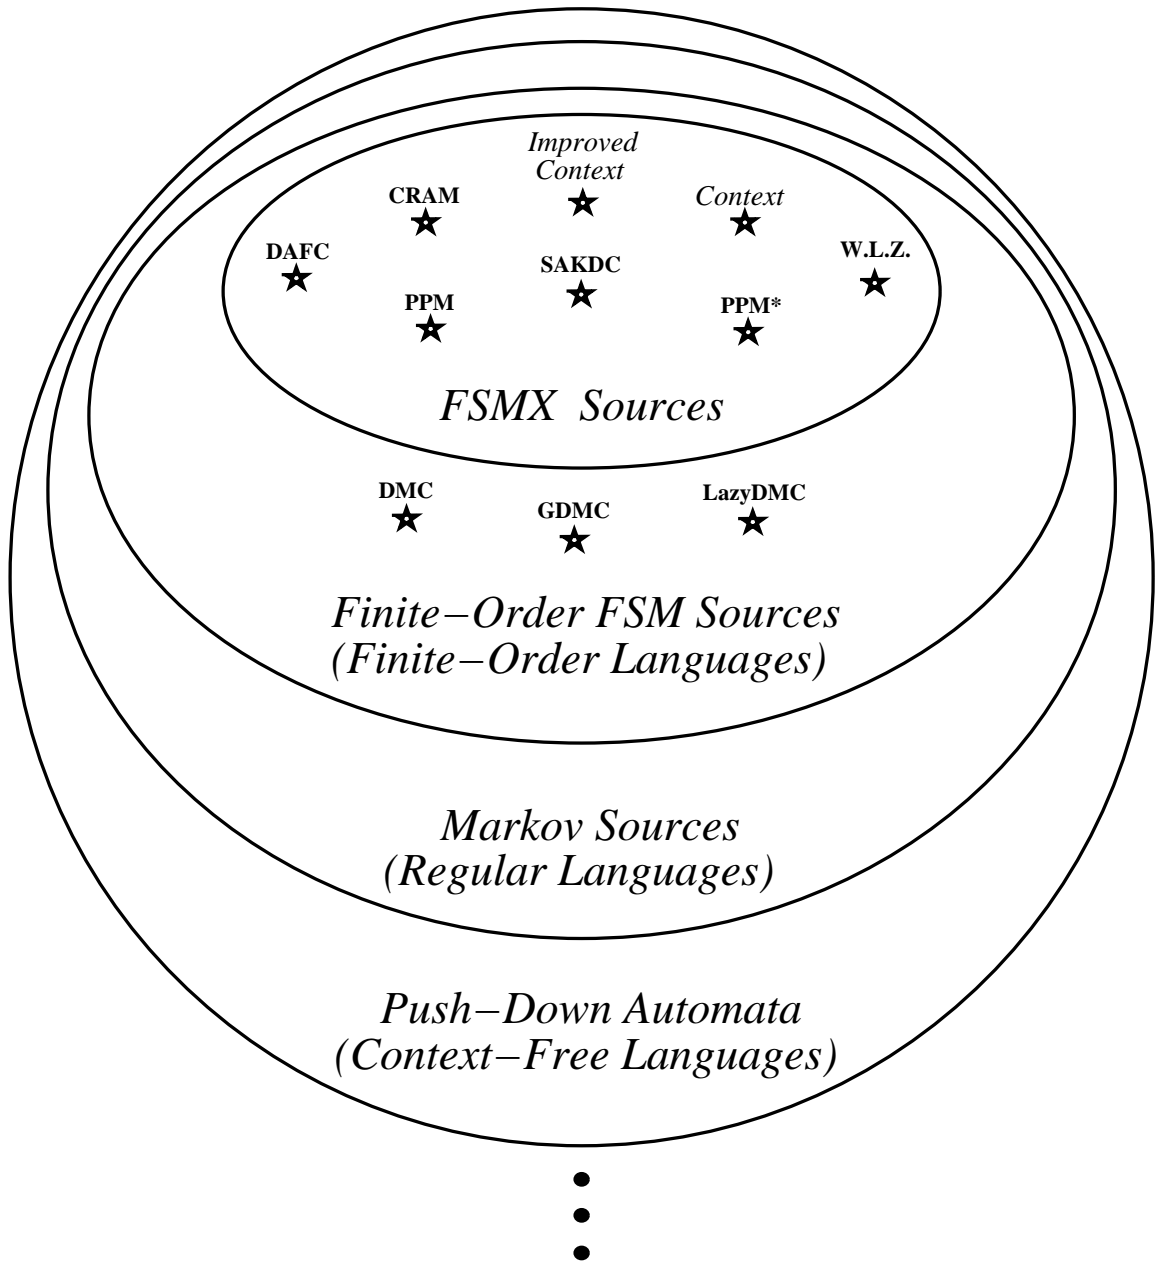 Improved
Context
CRAM
Context
DAFC
SAKDC
W.L.Z.
PPM
PPM*
FSMX Sources
DMC
GDMC
LazyDMC
Finite−Order FSM Sources
(Finite−Order Languages)
Markov Sources
(Regular Languages)
Push−Down Automata
(Context−Free Languages)